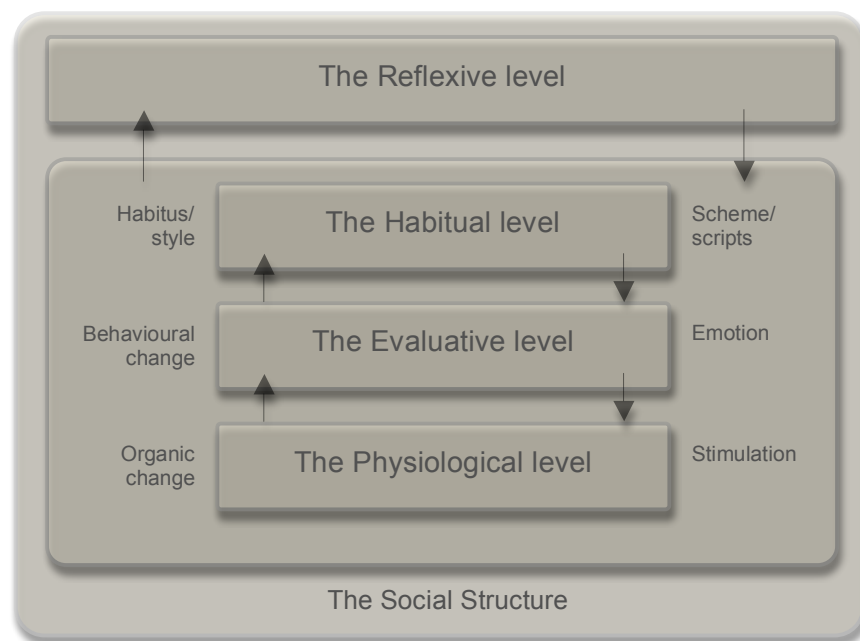 The Reflexive level
Habitus/
style
The Habitual level
Scheme/
scripts
Behavioural
change
The Evaluative level
Emotion
Organic
change
The Physiological level
Stimulation
The Social Structure